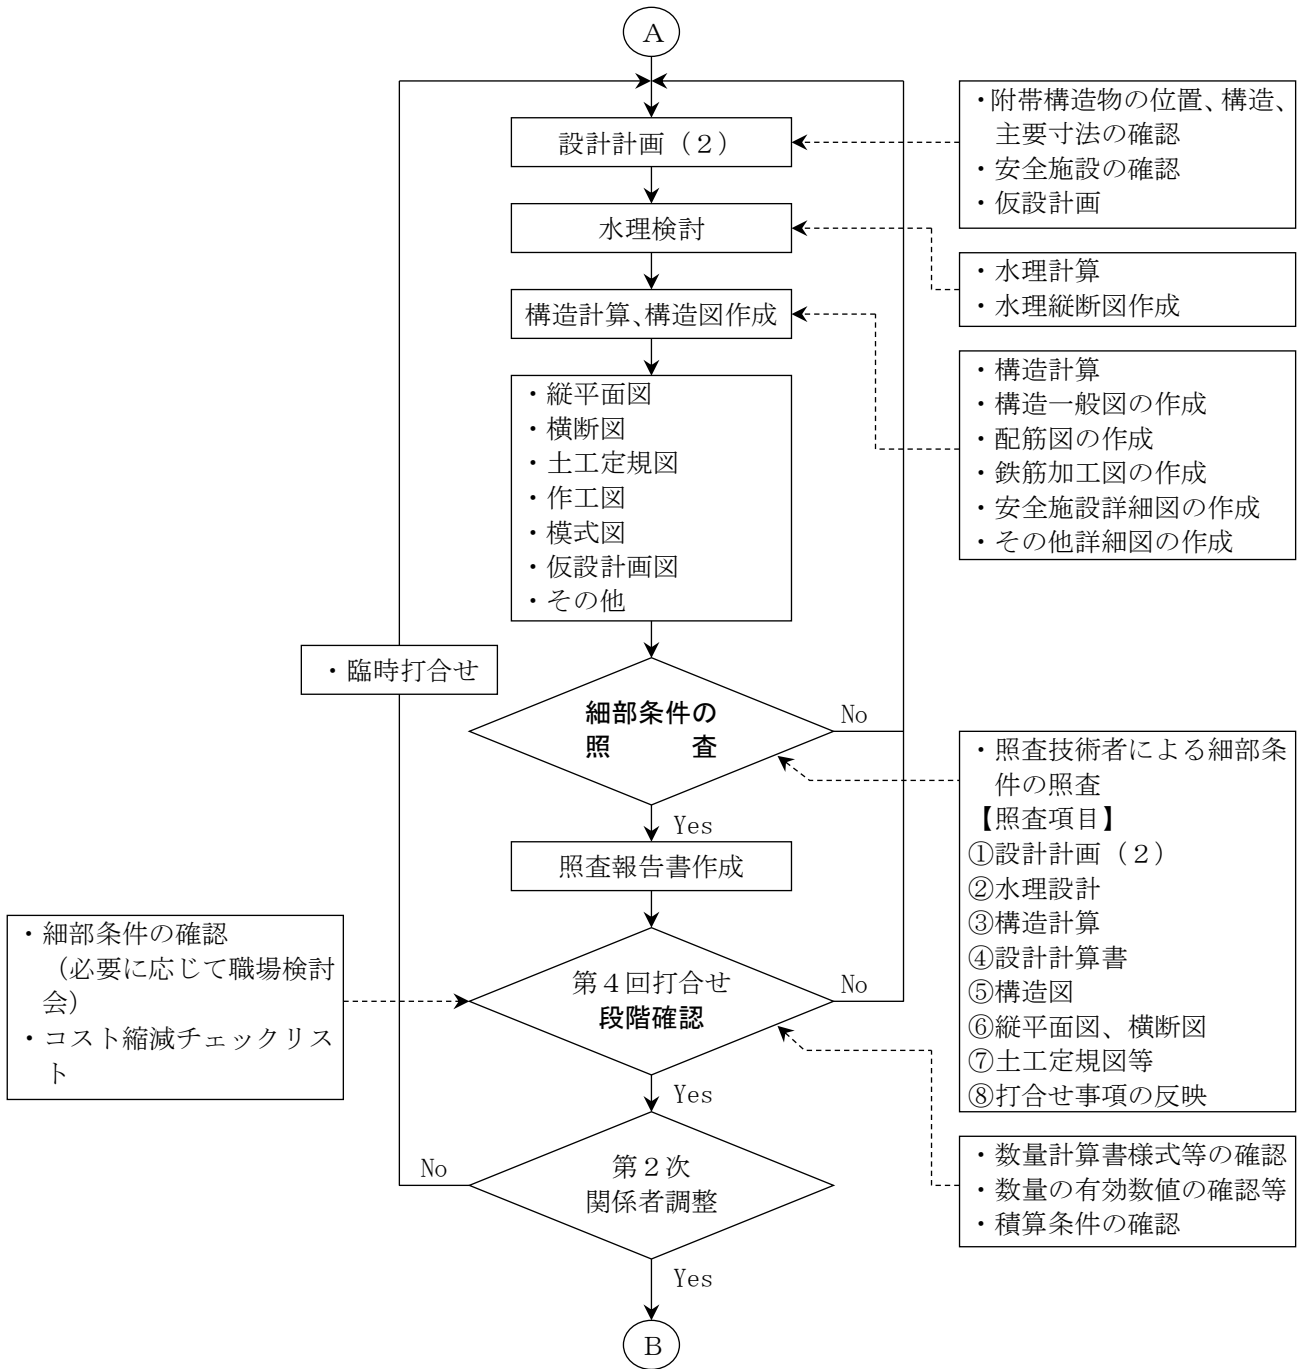 A
設計計画（２）
・附帯構造物の位置、構造、
主要寸法の確認
・安全施設の確認
・仮設計画
水理検討
・水理計算
・水理縦断図作成
構造計算、構造図作成
・構造計算
・構造一般図の作成
・配筋図の作成
・鉄筋加工図の作成
・安全施設詳細図の作成
・その他詳細図の作成
・縦平面図
・横断図
・土工定規図
・作工図
・模式図
・仮設計画図
・その他
・臨時打合せ
細部条件の
照　　　査
No
Yes
・照査技術者による細部条
件の照査
【照査項目】
①設計計画（２）
②水理設計
③構造計算
④設計計算書
⑤構造図
⑥縦平面図、横断図
⑦土工定規図等
⑧打合せ事項の反映
照査報告書作成
・細部条件の確認
（必要に応じて職場検討
会）
・コスト縮減チェックリス
ト
第４回打合せ
段階確認
No
Yes
・数量計算書様式等の確認
・数量の有効数値の確認等
・積算条件の確認
No
第２次
関係者調整
Yes
B